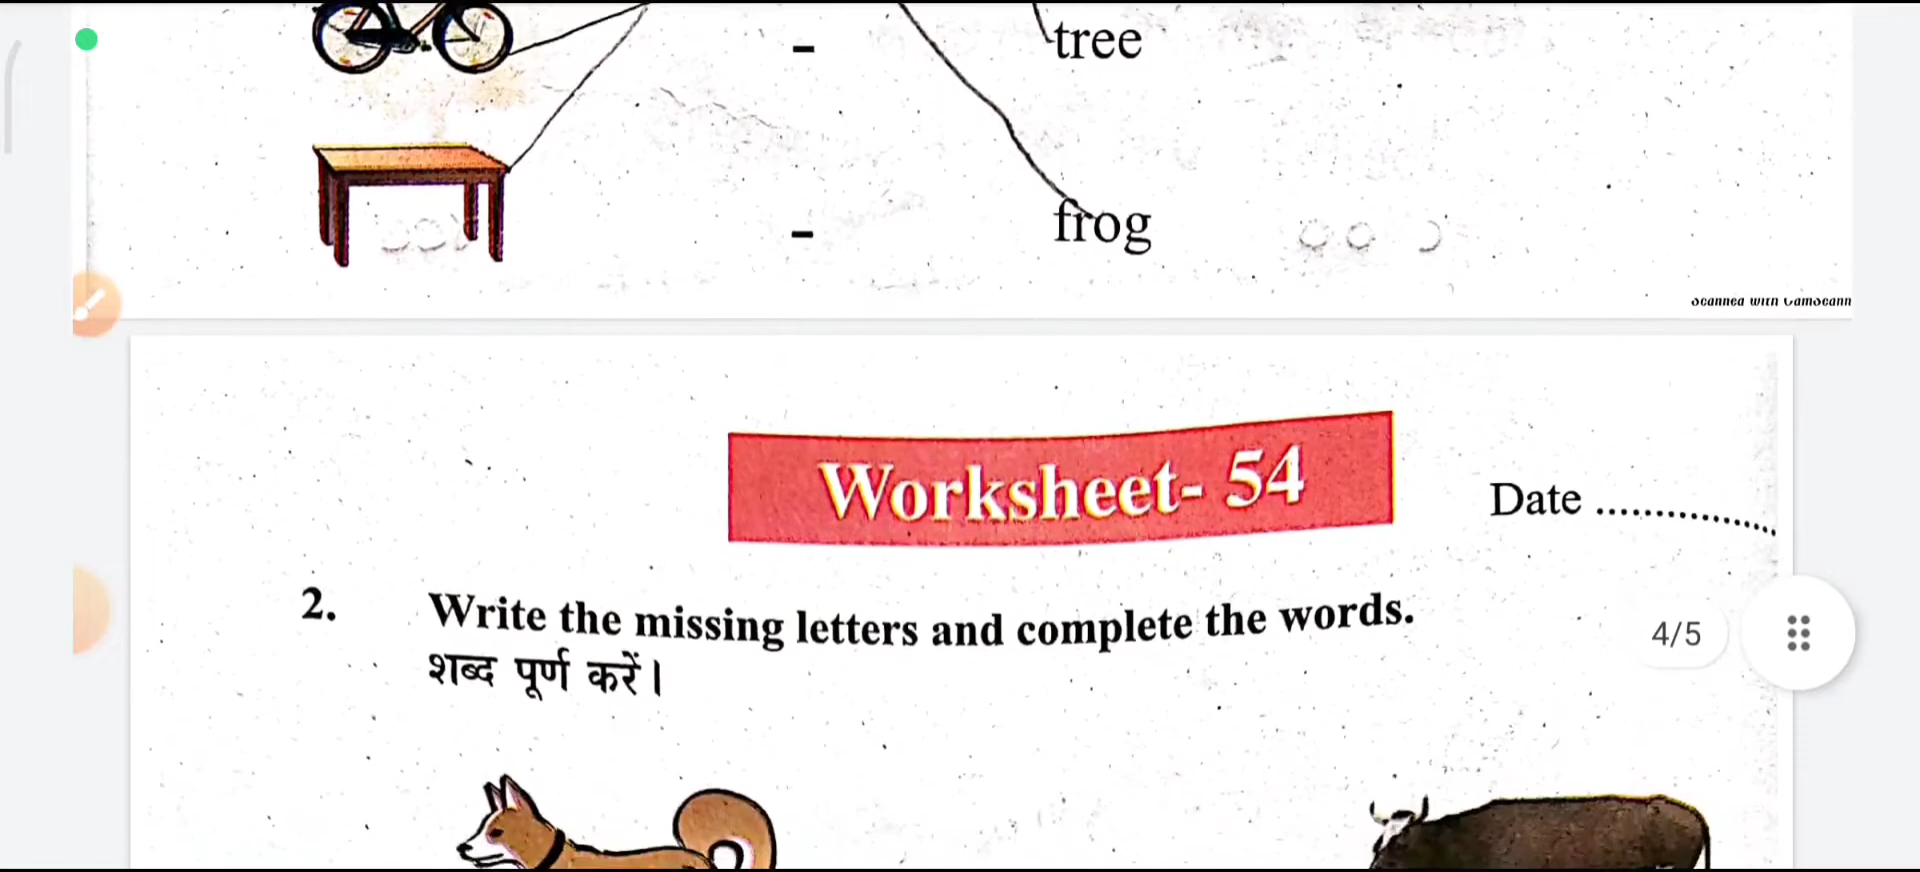 tree
frog
Scanned with CamScann
Worksheet- 54
Date ................
2. Write the missing letters and complete the words.
शब्द पूर्ण करें।
4/5